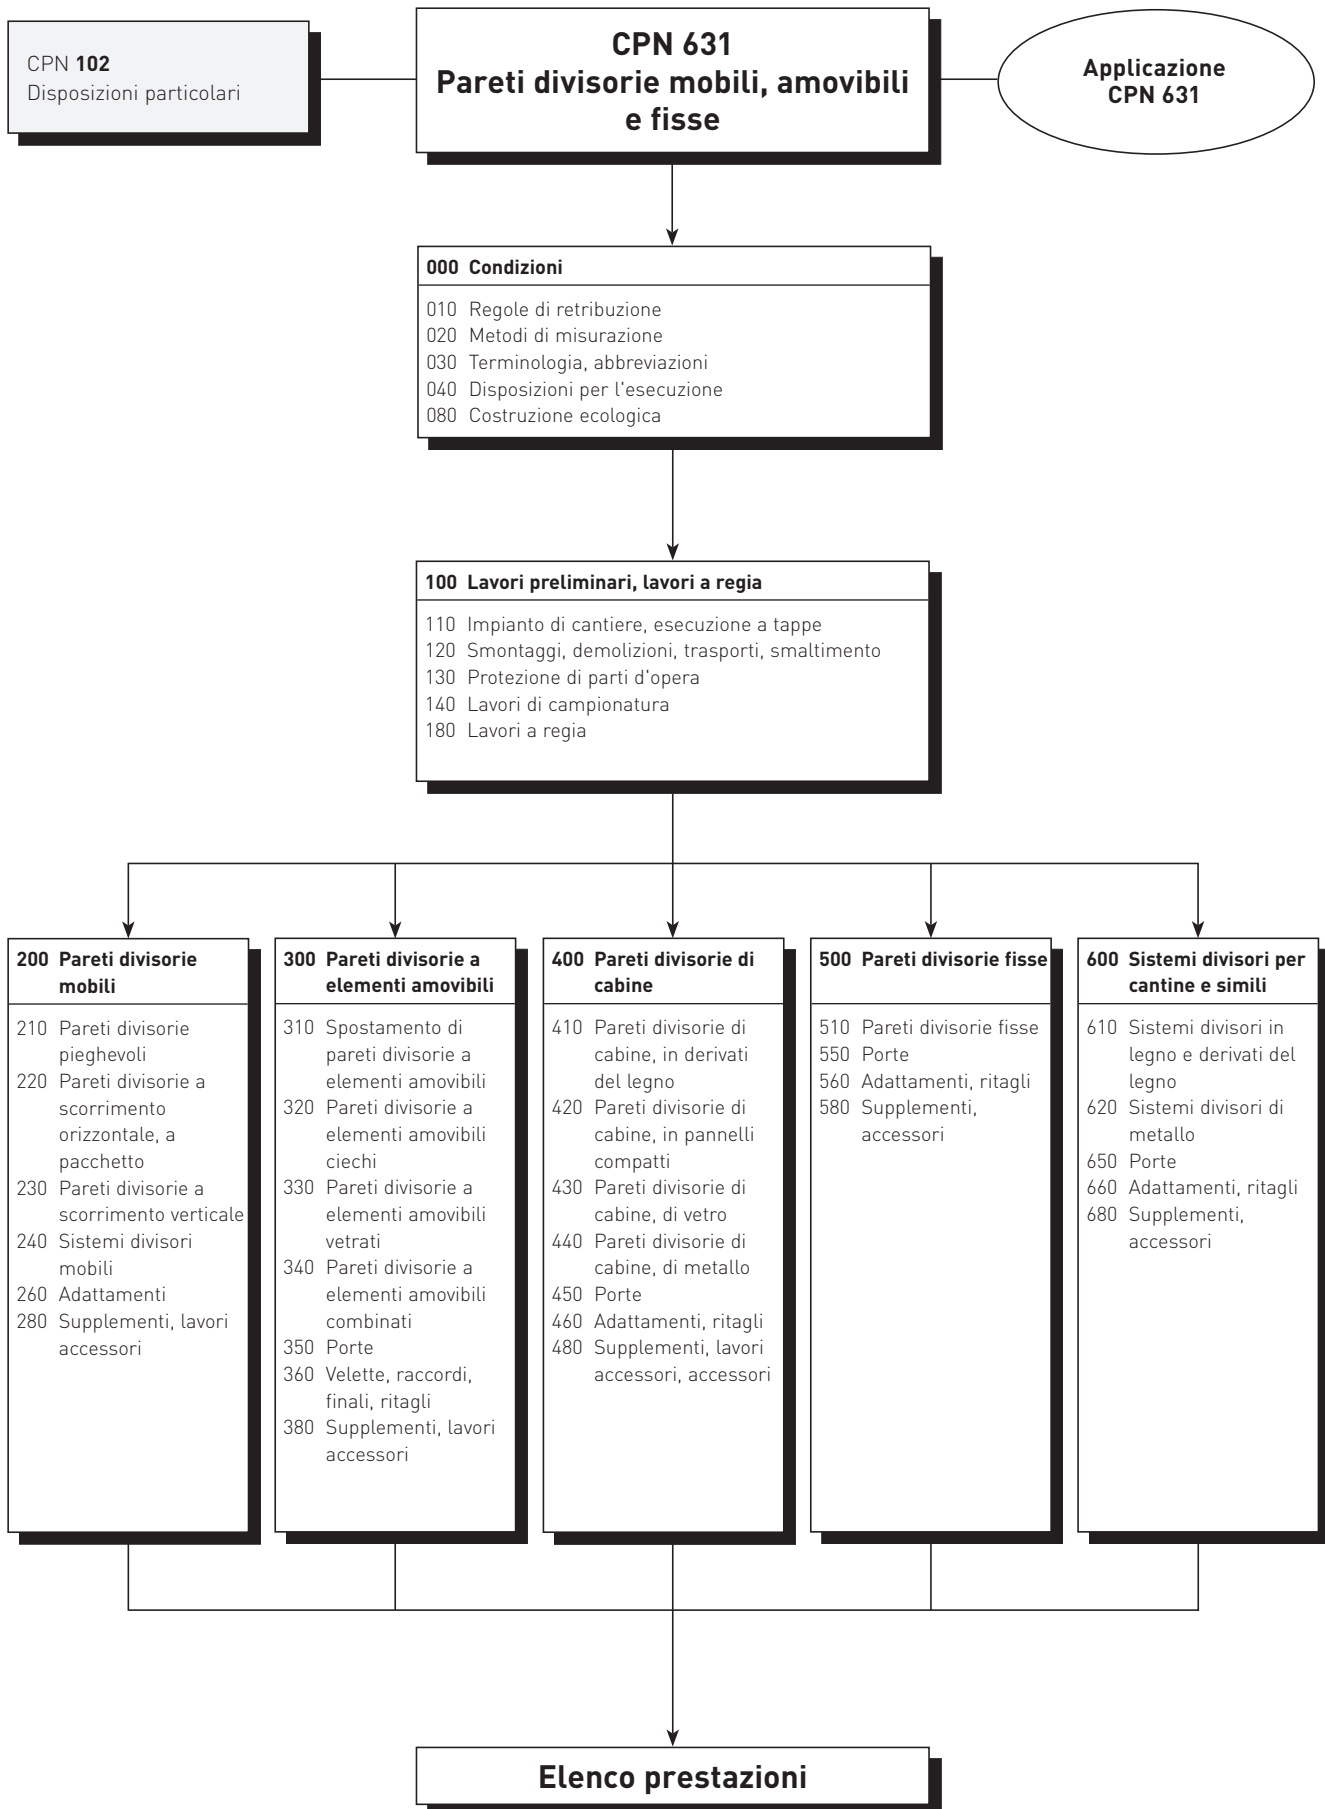 CPN 102
Disposizioni particolari
CPN 631
Pareti divisorie mobili, amovibili
e fisse
Applicazione
CPN 631
000 Condizioni
010 Regole di retribuzione
020 Metodi di misurazione
030 Terminologia, abbreviazioni
040 Disposizioni per l'esecuzione
080 Costruzione ecologica
100 Lavori preliminari, lavori a regia
110 Impianto di cantiere, esecuzione a tappe
120 Smontaggi, demolizioni, trasporti, smaltimento
130 Protezione di parti d'opera
140 Lavori di campionatura
180 Lavori a regia
200 Pareti divisorie
mobili
210 Pareti divisorie
pieghevoli
220 Pareti divisorie a
scorrimento
orizzontale, a
pacchetto
230 Pareti divisorie a
scorrimento verticale
240 Sistemi divisori
mobili
260 Adattamenti
280 Supplementi, lavori
accessori
300 Pareti divisorie a
elementi amovibili
310 Spostamento di
pareti divisorie a
elementi amovibili
320 Pareti divisorie a
elementi amovibili
ciechi
330 Pareti divisorie a
elementi amovibili
vetrati
340 Pareti divisorie a
elementi amovibili
combinati
350 Porte
360 Velette, raccordi,
finali, ritagli
380 Supplementi, lavori
accessori
400 Pareti divisorie di
cabine
410 Pareti divisorie di
cabine, in derivati
del legno
420 Pareti divisorie di
cabine, in pannelli
compatti
430 Pareti divisorie di
cabine, di vetro
440 Pareti divisorie di
cabine, di metallo
450 Porte
460 Adattamenti, ritagli
480 Supplementi, lavori
accessori, accessori
500 Pareti divisorie fisse
510 Pareti divisorie fisse
550 Porte
560 Adattamenti, ritagli
580 Supplementi,
accessori
600 Sistemi divisori per
cantine e simili
610 Sistemi divisori in
legno e derivati del
legno
620 Sistemi divisori di
metallo
650 Porte
660 Adattamenti, ritagli
680 Supplementi,
accessori
Elenco prestazioni